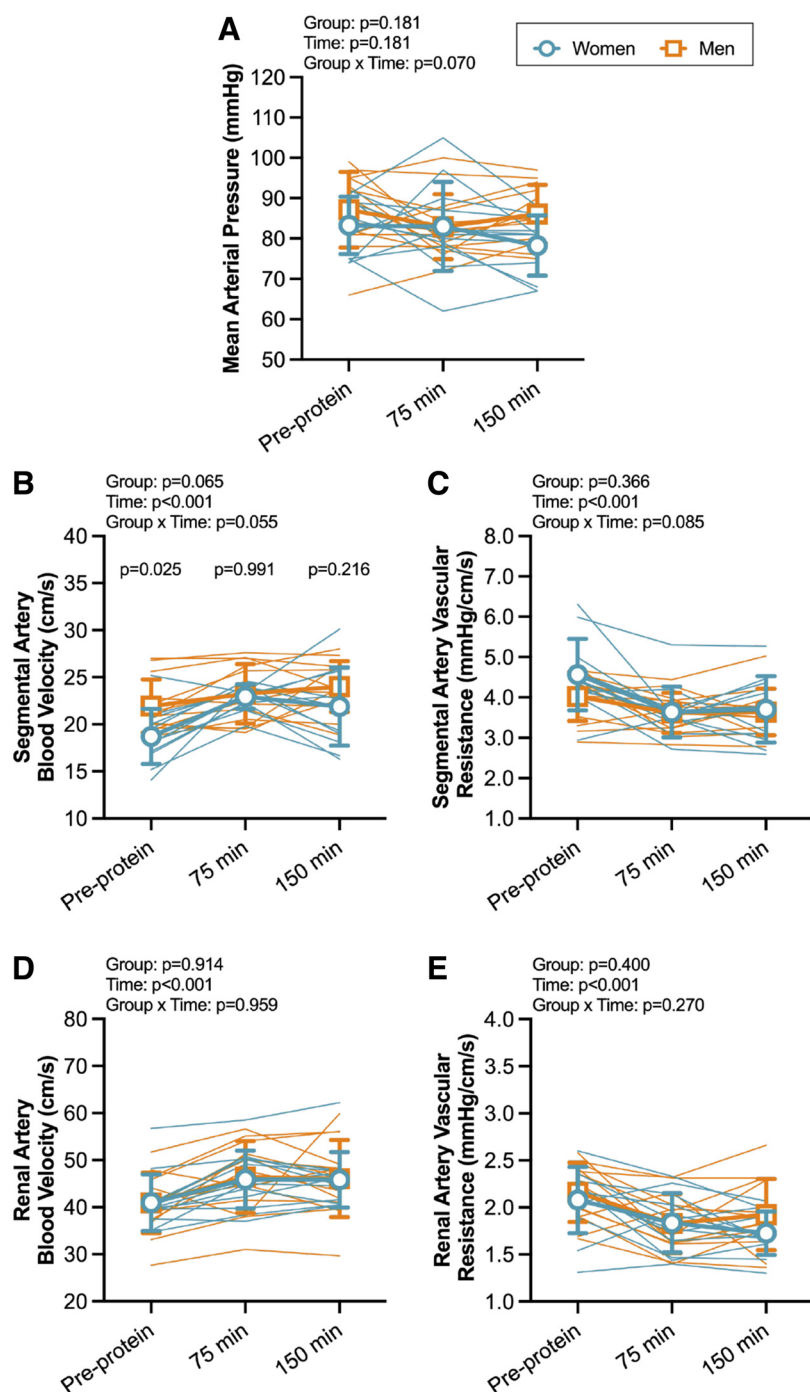 A
Group: p=0.181
Time: p=0.181
Group x Time: p=0.070
Women
Men
Mean Arterial Pressure (mmHg)
120
110
100
90
80
70
60
50
Pre-protein
75 min
150 min
B
Group: p=0.065
Time: p<0.001
Group x Time: p=0.055
p=0.025
p=0.991
p=0.216
Segmental Artery
Blood Velocity (cm/s)
40
35
30
25
20
15
10
Pre-protein
75 min
150 min
C
Group: p=0.366
Time: p<0.001
Group x Time: p=0.085
Segmental Artery Vascular
Resistance (mmHg/cm/s)
8.0
7.0
6.0
5.0
4.0
3.0
2.0
1.0
Pre-protein
75 min
150 min
D
Group: p=0.914
Time: p<0.001
Group x Time: p=0.959
Renal Artery
Blood Velocity (cm/s)
80
70
60
50
40
30
20
Pre-protein
75 min
150 min
E
Group: p=0.400
Time: p<0.001
Group x Time: p=0.270
Renal Artery Vascular
Resistance (mmHg/cm/s)
4.0
3.5
3.0
2.5
2.0
1.5
1.0
Pre-protein
75 min
150 min